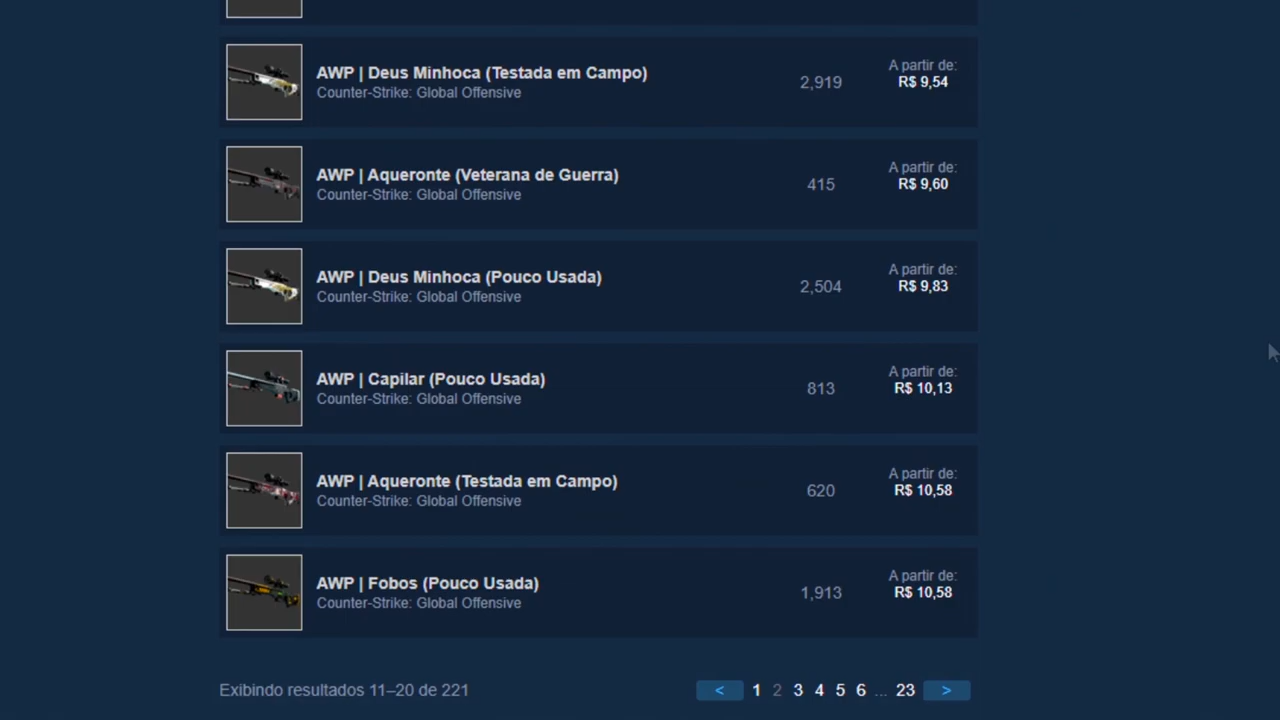 AWP | Deus Minhoca (Testada em Campo)
Counter-Strike: Global Offensive
2,919
A partir de:
R$ 9,54
AWP | Aqueronte (Veterana de Guerra)
Counter-Strike: Global Offensive
415
A partir de:
R$ 9,60
AWP | Deus Minhoca (Pouco Usada)
Counter-Strike: Global Offensive
2,504
A partir de:
R$ 9,83
AWP | Capilar (Pouco Usada)
Counter-Strike: Global Offensive
813
A partir de:
R$ 10,13
AWP | Aqueronte (Testada em Campo)
Counter-Strike: Global Offensive
620
A partir de:
R$ 10,58
AWP | Fobos (Pouco Usada)
Counter-Strike: Global Offensive
1,913
A partir de:
R$ 10,58
Exibindo resultados 11–20 de 221
< 1 2 3 4 5 6 ... 23 >